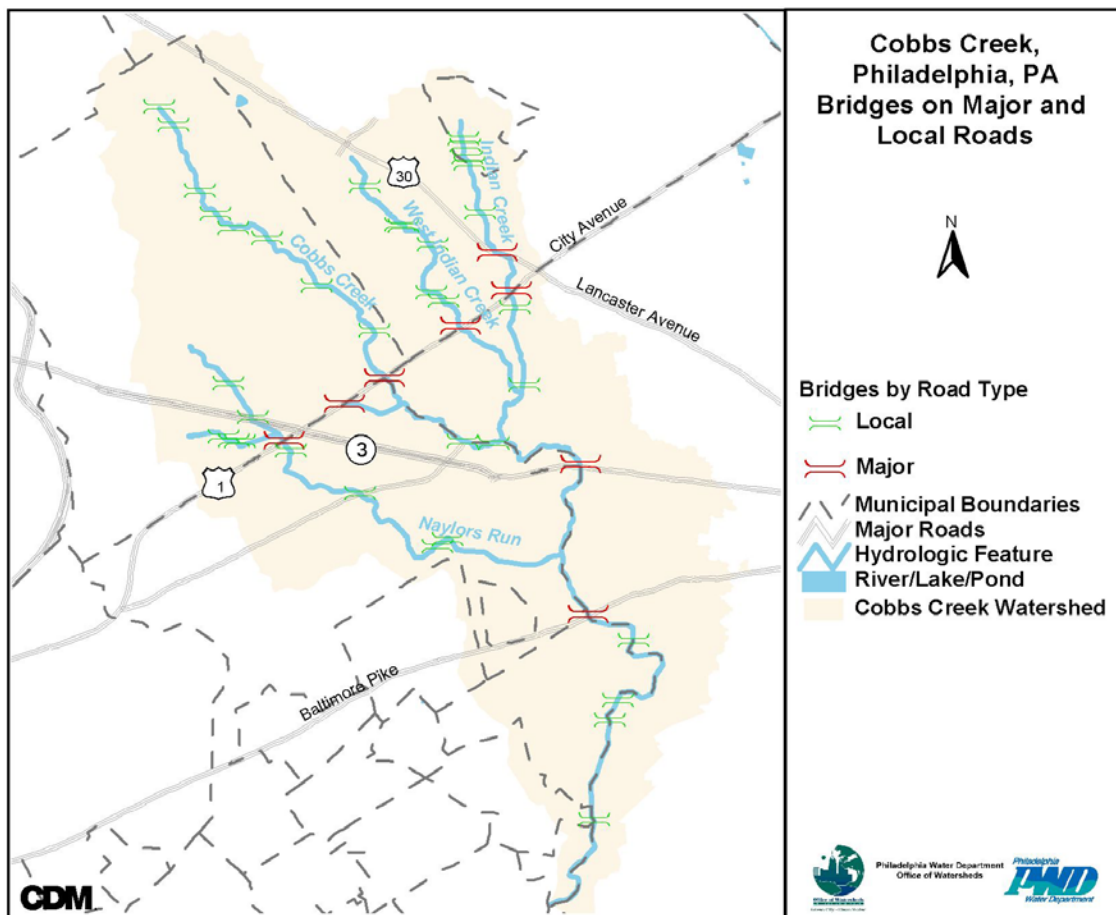 Cobbs Creek,
Philadelphia, PA
Bridges on Major and
Local Roads
N
Bridges by Road Type
Local
Major
Municipal Boundaries
Major Roads
Hydrologic Feature
River/Lake/Pond
Cobbs Creek Watershed
Philadelphia Water Department
Office of Watersheds
Philadelphia
PWD
Water Department
30
Indian Creek
West Indian Creek
City Avenue
Cobbs Creek
Lancaster Avenue
3
1
Naylors Run
Baltimore Pike
CDM